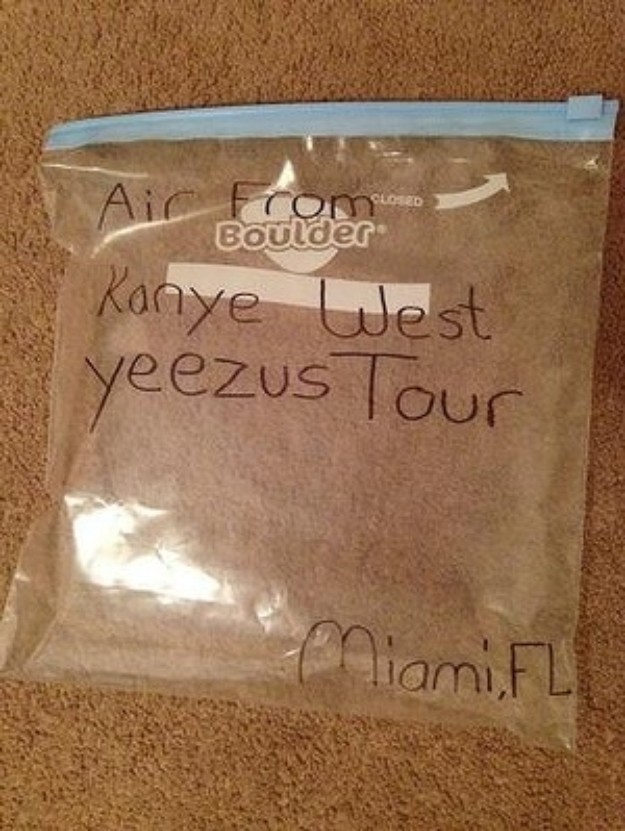 Air From
CLOSED
Boulder®
Kanye West
yeezus Tour
Miami, FL